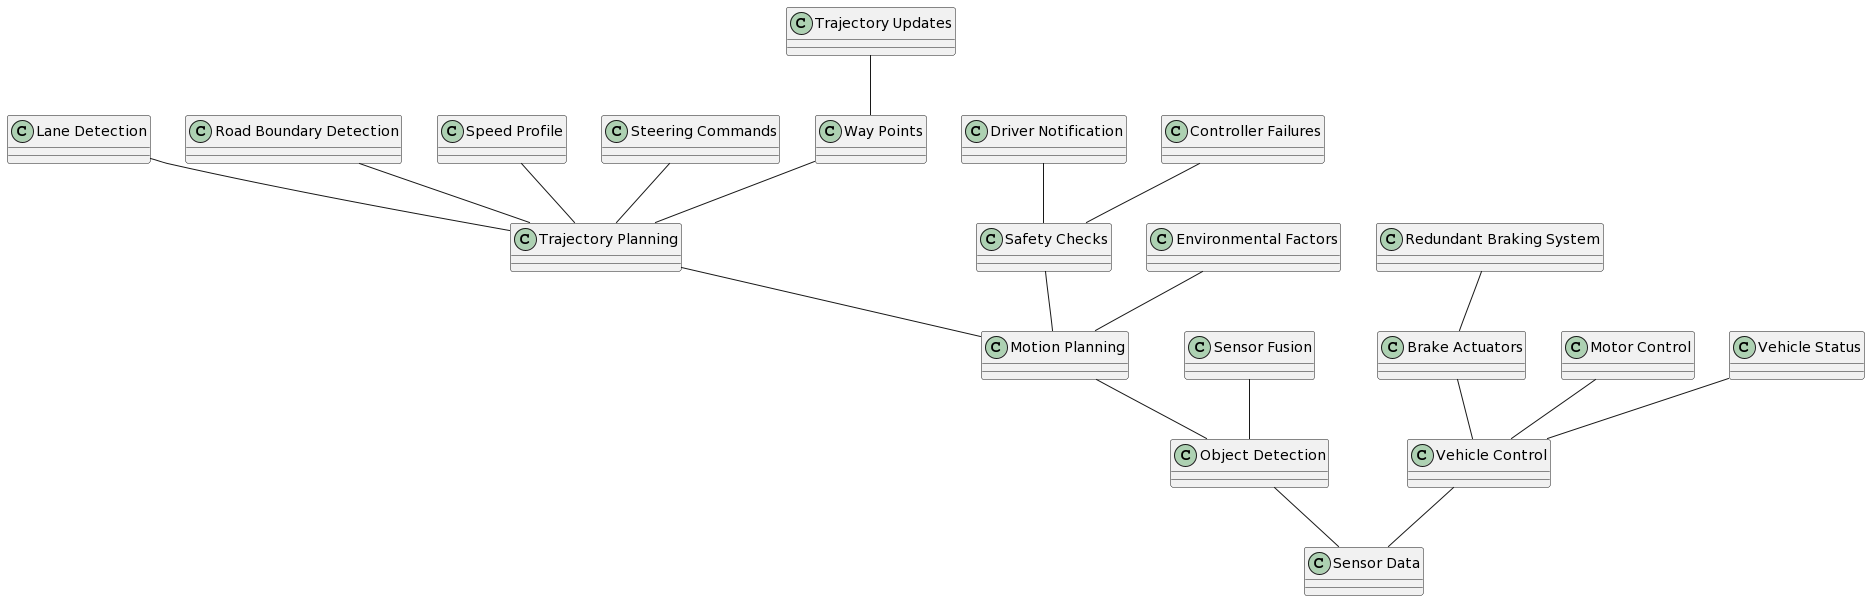 C Trajectory Updates
C Lane Detection
C Road Boundary Detection
C Speed Profile
C Steering Commands
C Way Points
C Driver Notification
C Controller Failures
C Trajectory Planning
C Safety Checks
C Environmental Factors
C Redundant Braking System
C Motion Planning
C Sensor Fusion
C Brake Actuators
C Motor Control
C Vehicle Status
C Object Detection
C Vehicle Control
C Sensor Data